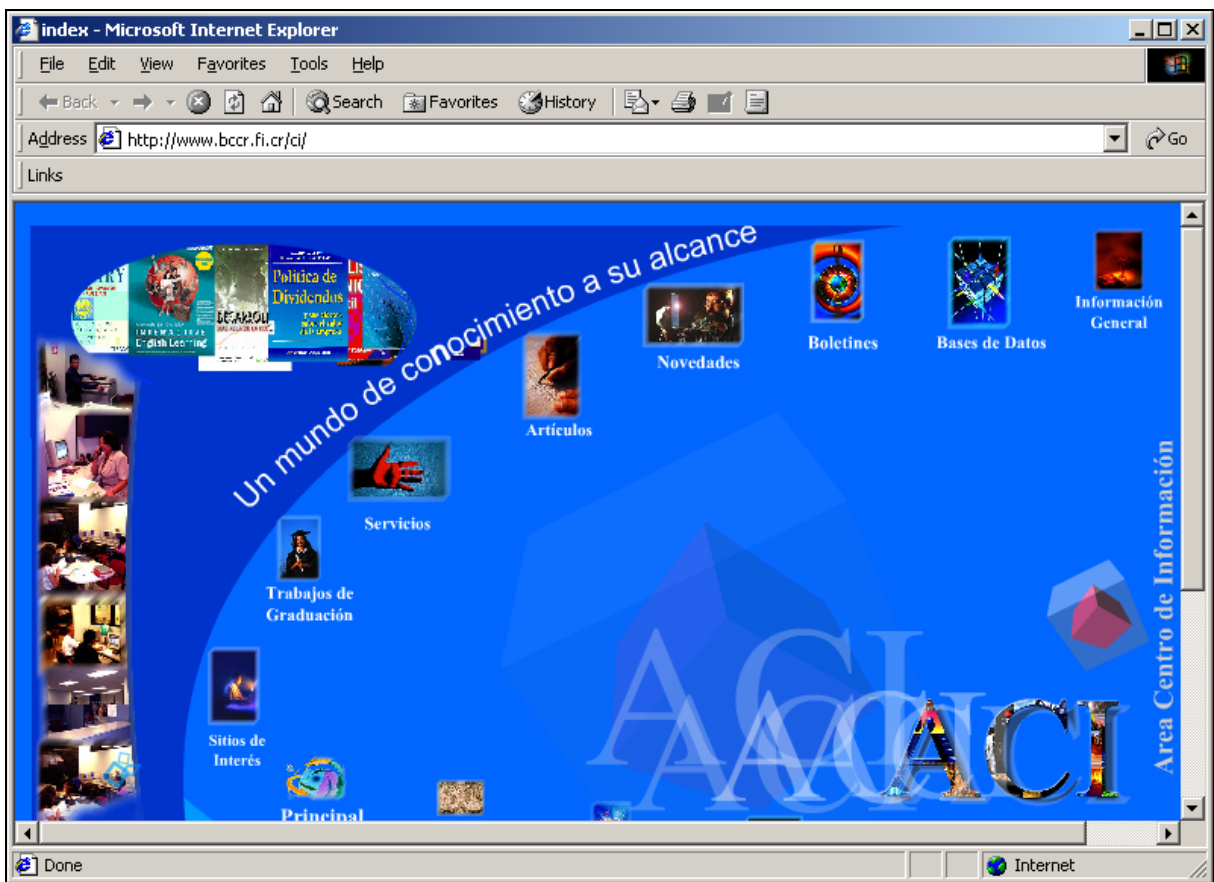 index - Microsoft Internet Explorer
File Edit View Favorites Tools Help
Back Search Favorites History
Address http://www.bccr.fi.cr/ci/ Go
Links
Un mundo de conocimiento a su alcance
Política de
Dividendos
English Learning
Información
General
Boletines
Bases de Datos
Novedades
Artículos
Servicios
Trabajos de
Graduación
Sitios de
Interés
Principal
Area Centro de Información
ACI
ACI
Done Internet